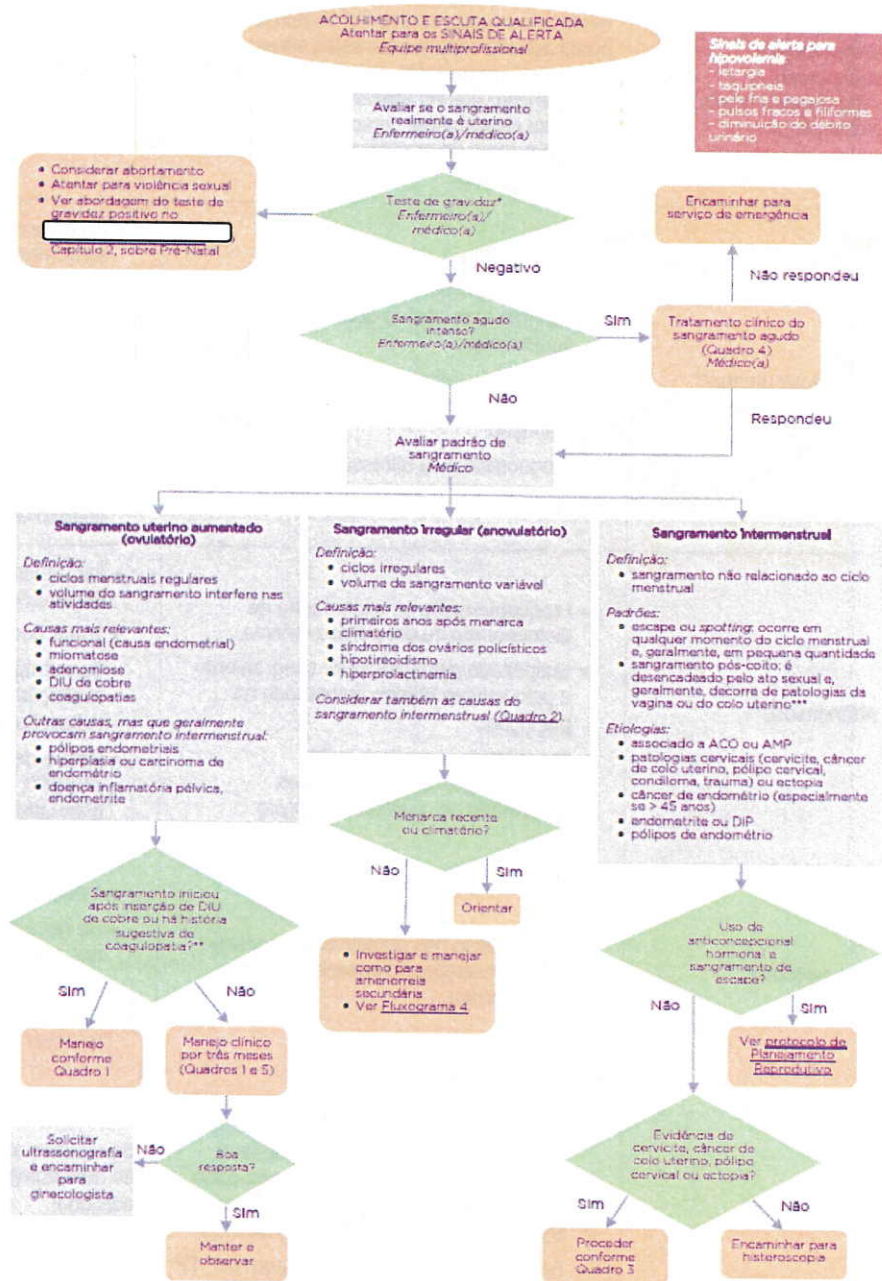 ACOLHIMENTO E ESCUTA QUALIFICADA
Atentar para os SINAIS DE ALERTA
Equipe multiprofissional
Sinais de alerta para
hipovolemia
- letargia
- taquipneia
- pele fria e pegajosa
- pulsos fracos e filiformes
- diminuição do débito
urinário
Avaliar se o sangramento
realmente é uterino
Enfermeiro(a)/médico(a)
• Considerar abortamento
• Atentar para violência sexual
• Ver abordagem do teste de
gravidez positivo no
Capítulo 2, sobre Pré-Natal
Teste de gravidez*
Enfermeiro(a)/
médico(a)
Encaminhar para
serviço de emergência
Negativo
Não respondeu
Sangramento agudo
intenso?
Enfermeiro(a)/médico(a)
Sim
Tratamento clínico do
sangramento agudo
(Quadro 4)
Médico(a)
Não
Respondeu
Avaliar padrão de
sangramento
Médico
Sangramento uterino aumentado
(ovulatório)
Definição:
• ciclos menstruais regulares
• volume do sangramento interfere nas
atividades
Causas mais relevantes:
• funcional (causa endometrial)
• miomatose
• adenomiose
• DIU de cobre
• coagulopatias
Outras causas, mas que geralmente
provocam sangramento intermenstrual:
• pólipos endometriais
• hiperplasia ou carcinoma de
endométrio
• doença inflamatória pélvica,
endometrite
Sangramento irregular (anovulatório)
Definição:
• ciclos irregulares
• volume de sangramento variável
Causas mais relevantes:
• primeiros anos após menarca
• climatério
• síndrome dos ovários policísticos
• hipotireoidismo
• hiperprolactinemia
Considerar também as causas do
sangramento intermenstrual (Quadro 2).
Sangramento intermenstrual
Definição:
• sangramento não relacionado ao ciclo
menstrual
Padrões:
• escape ou spotting: ocorre em
qualquer momento do ciclo menstrual
e, geralmente, em pequena quantidade
• sangramento pós-coito: é
desencadeado pelo ato sexual e,
geralmente, decorre de patologias da
vagina ou do colo uterino***
Etiologias:
• associado a ACO ou AMP
• patologias cervicais (cervicite, câncer
de colo uterino, pólipo cervical,
condiloma, trauma) ou ectopia
• câncer de endométrio (especialmente
se > 45 anos)
• endometrite ou DIP
• pólipos de endométrio
Sangramento iniciou
após inserção de DIU
de cobre ou há história
sugestiva de
coagulopatia?**
Sim
Não
Manejo
conforme
Quadro 1
Manejo clínico
por três meses
(Quadros 1 e 5)
Solicitar
ultrassonografia
e encaminhar
para
ginecologista
Não
Boa
resposta?
Sim
Manter e
observar
Menarca recente
ou climatério?
Não
Sim
Orientar
• Investigar e manejar
como para
amenorreia
secundária
• Ver Fluxograma 4
Uso de
anticoncepcional
hormonal e
sangramento de
escape?
Não
Sim
Ver protocolo de
Planejamento
Reprodutivo
Evidência de
cervicite, câncer de
colo uterino, pólipo
cervical ou ectopia?
Sim
Não
Proceder
conforme
Quadro 3
Encaminhar para
histeroscopia